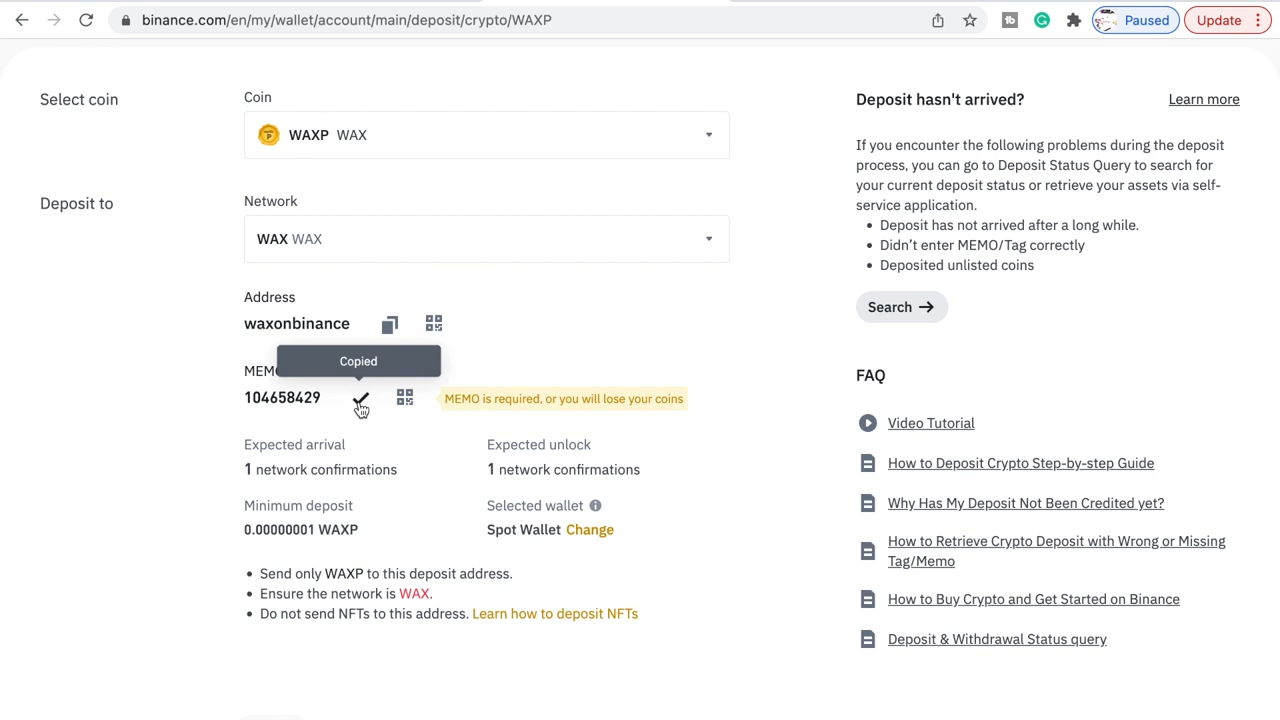 binance.com/en/my/wallet/account/main/deposit/crypto/WAXP
Paused
Update
Select coin
Coin
WAXP WAX
Deposit to
Network
WAX WAX
Address
waxonbinance
Copied
MEMO
104658429
MEMO is required, or you will lose your coins
Expected arrival
1 network confirmations
Expected unlock
1 network confirmations
Minimum deposit
0.00000001 WAXP
Selected wallet
Spot Wallet Change
• Send only WAXP to this deposit address.
• Ensure the network is WAX.
• Do not send NFTs to this address. Learn how to deposit NFTs
Deposit hasn't arrived?
Learn more
If you encounter the following problems during the deposit
process, you can go to Deposit Status Query to search for
your current deposit status or retrieve your assets via self-
service application.
• Deposit has not arrived after a long while.
• Didn't enter MEMO/Tag correctly
• Deposited unlisted coins
Search →
FAQ
Video Tutorial
How to Deposit Crypto Step-by-step Guide
Why Has My Deposit Not Been Credited yet?
How to Retrieve Crypto Deposit with Wrong or Missing
Tag/Memo
How to Buy Crypto and Get Started on Binance
Deposit & Withdrawal Status query